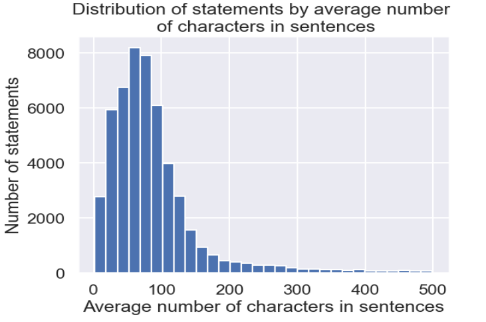 Distribution of statements by average number
of characters in sentences
Number of statements
8000
6000
4000
2000
0
0 100 200 300 400 500
Average number of characters in sentences